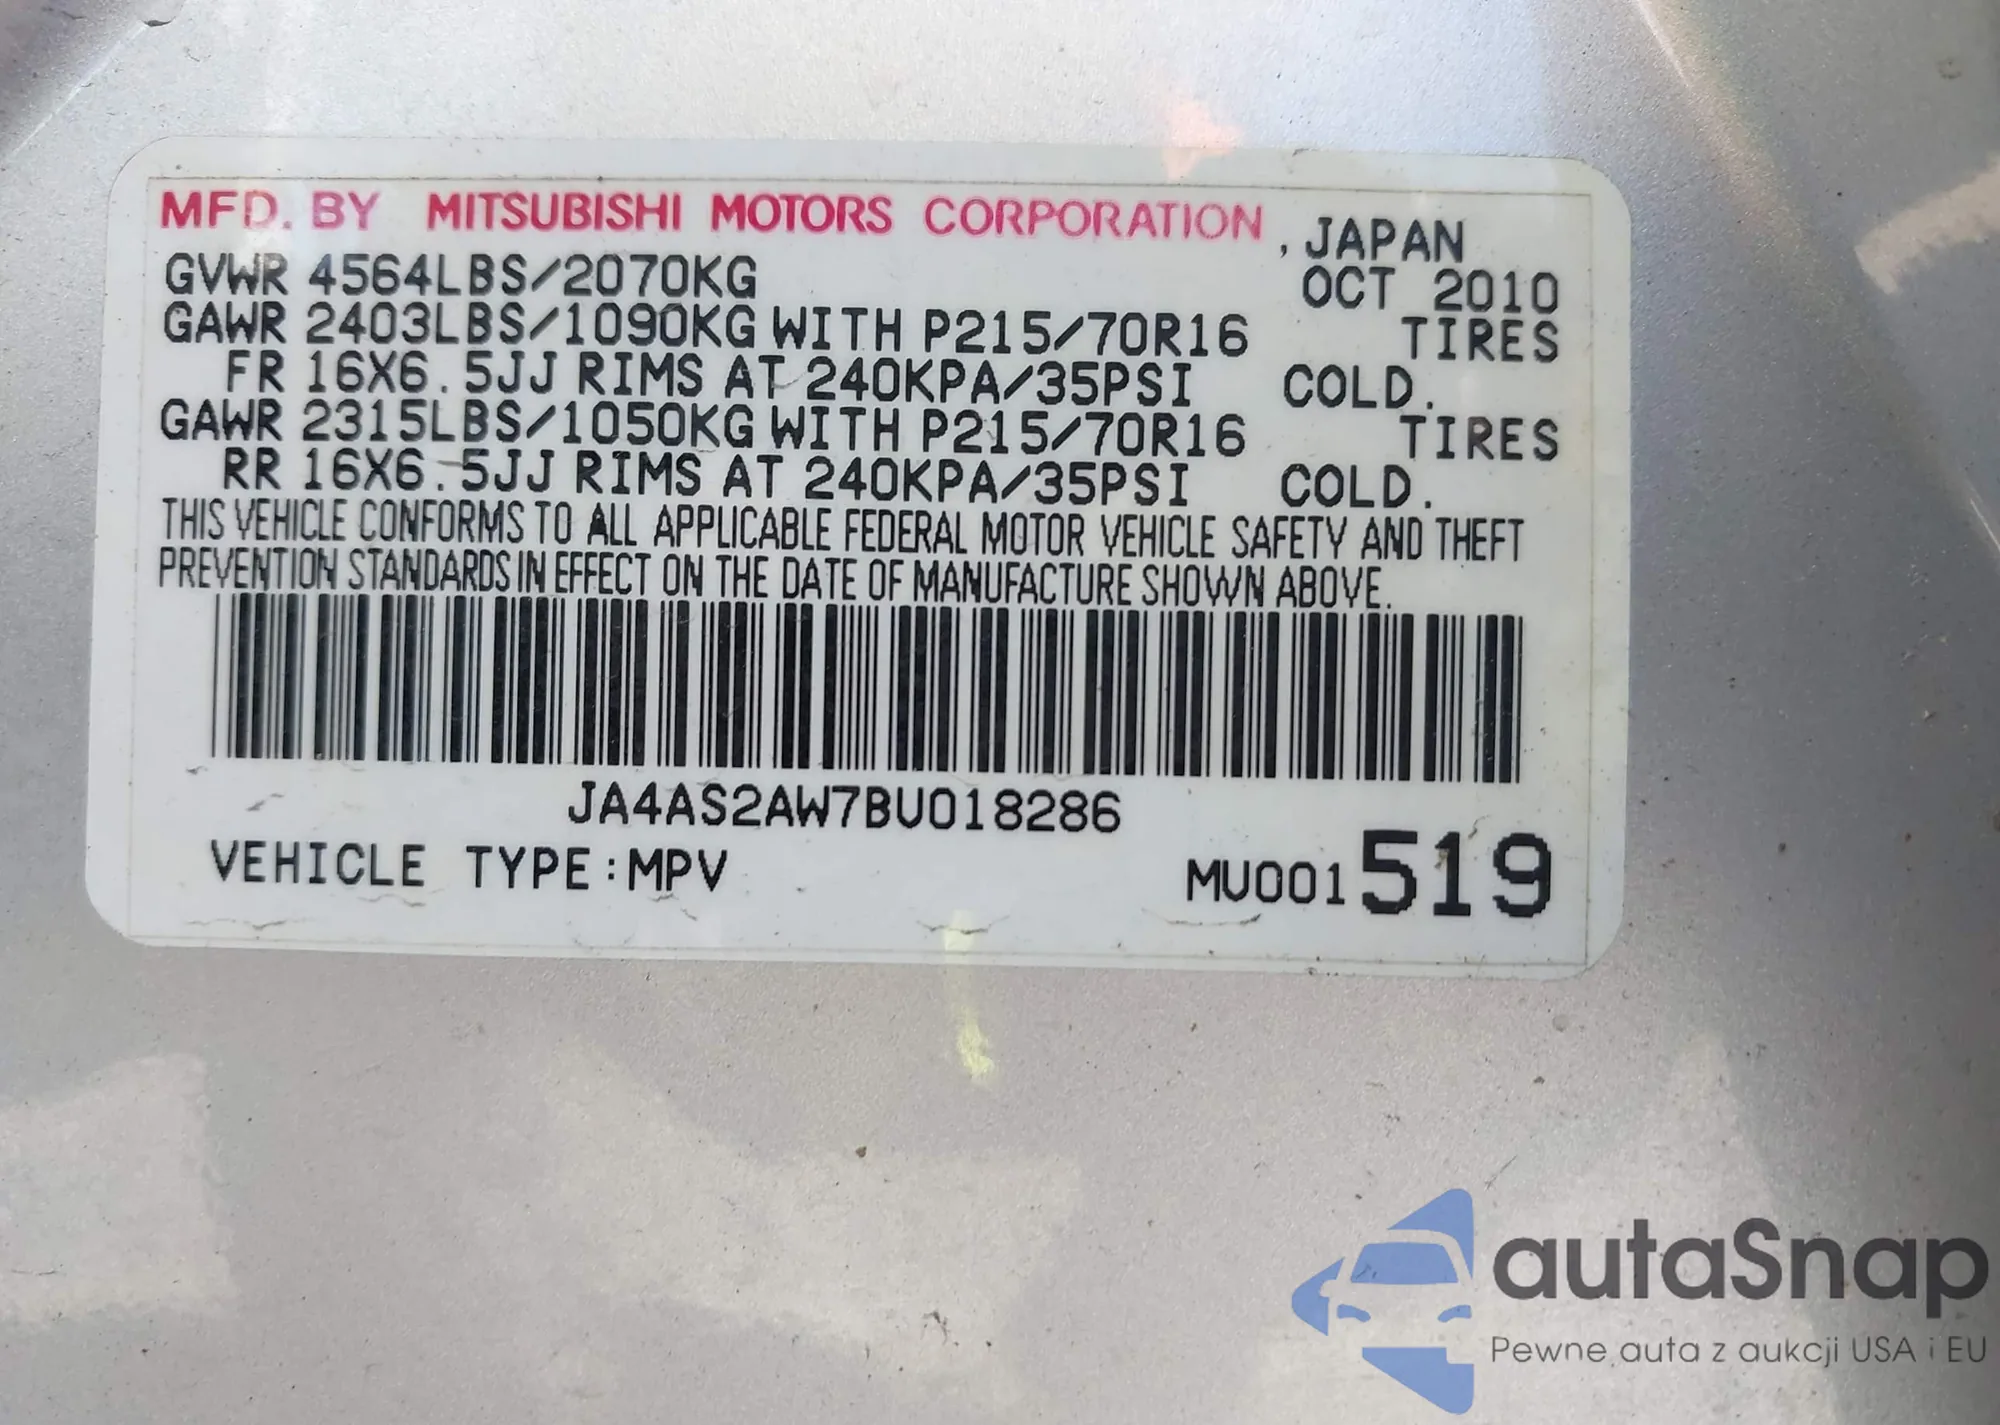 MFD. BY MITSUBISHI MOTORS CORPORATION , JAPAN
GVWR 4564LBS/2070KG OCT 2010
GAWR 2403LBS/1090KG WITH P215/70R16 TIRES
FR 16X6.5JJ RIMS AT 240KPA/35PSI COLD.
GAWR 2315LBS/1050KG WITH P215/70R16 TIRES
RR 16X6.5JJ RIMS AT 240KPA/35PSI COLD.
THIS VEHICLE CONFORMS TO ALL APPLICABLE FEDERAL MOTOR VEHICLE SAFETY AND THEFT
PREVENTION STANDARDS IN EFFECT ON THE DATE OF MANUFACTURE SHOWN ABOVE.
JA4AS2AW7BU018286
VEHICLE TYPE:MPV MU001519
autaSnap
Pewne auta z aukcji USA i EU